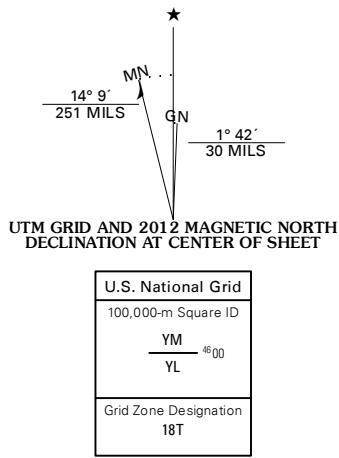 ★
MN
GN
14° 9´
251 MILS
1° 42´
30 MILS
UTM GRID AND 2012 MAGNETIC NORTH
DECLINATION AT CENTER OF SHEET
U.S. National Grid
100,000-m Square ID
YM
4600
YL
Grid Zone Designation
18T